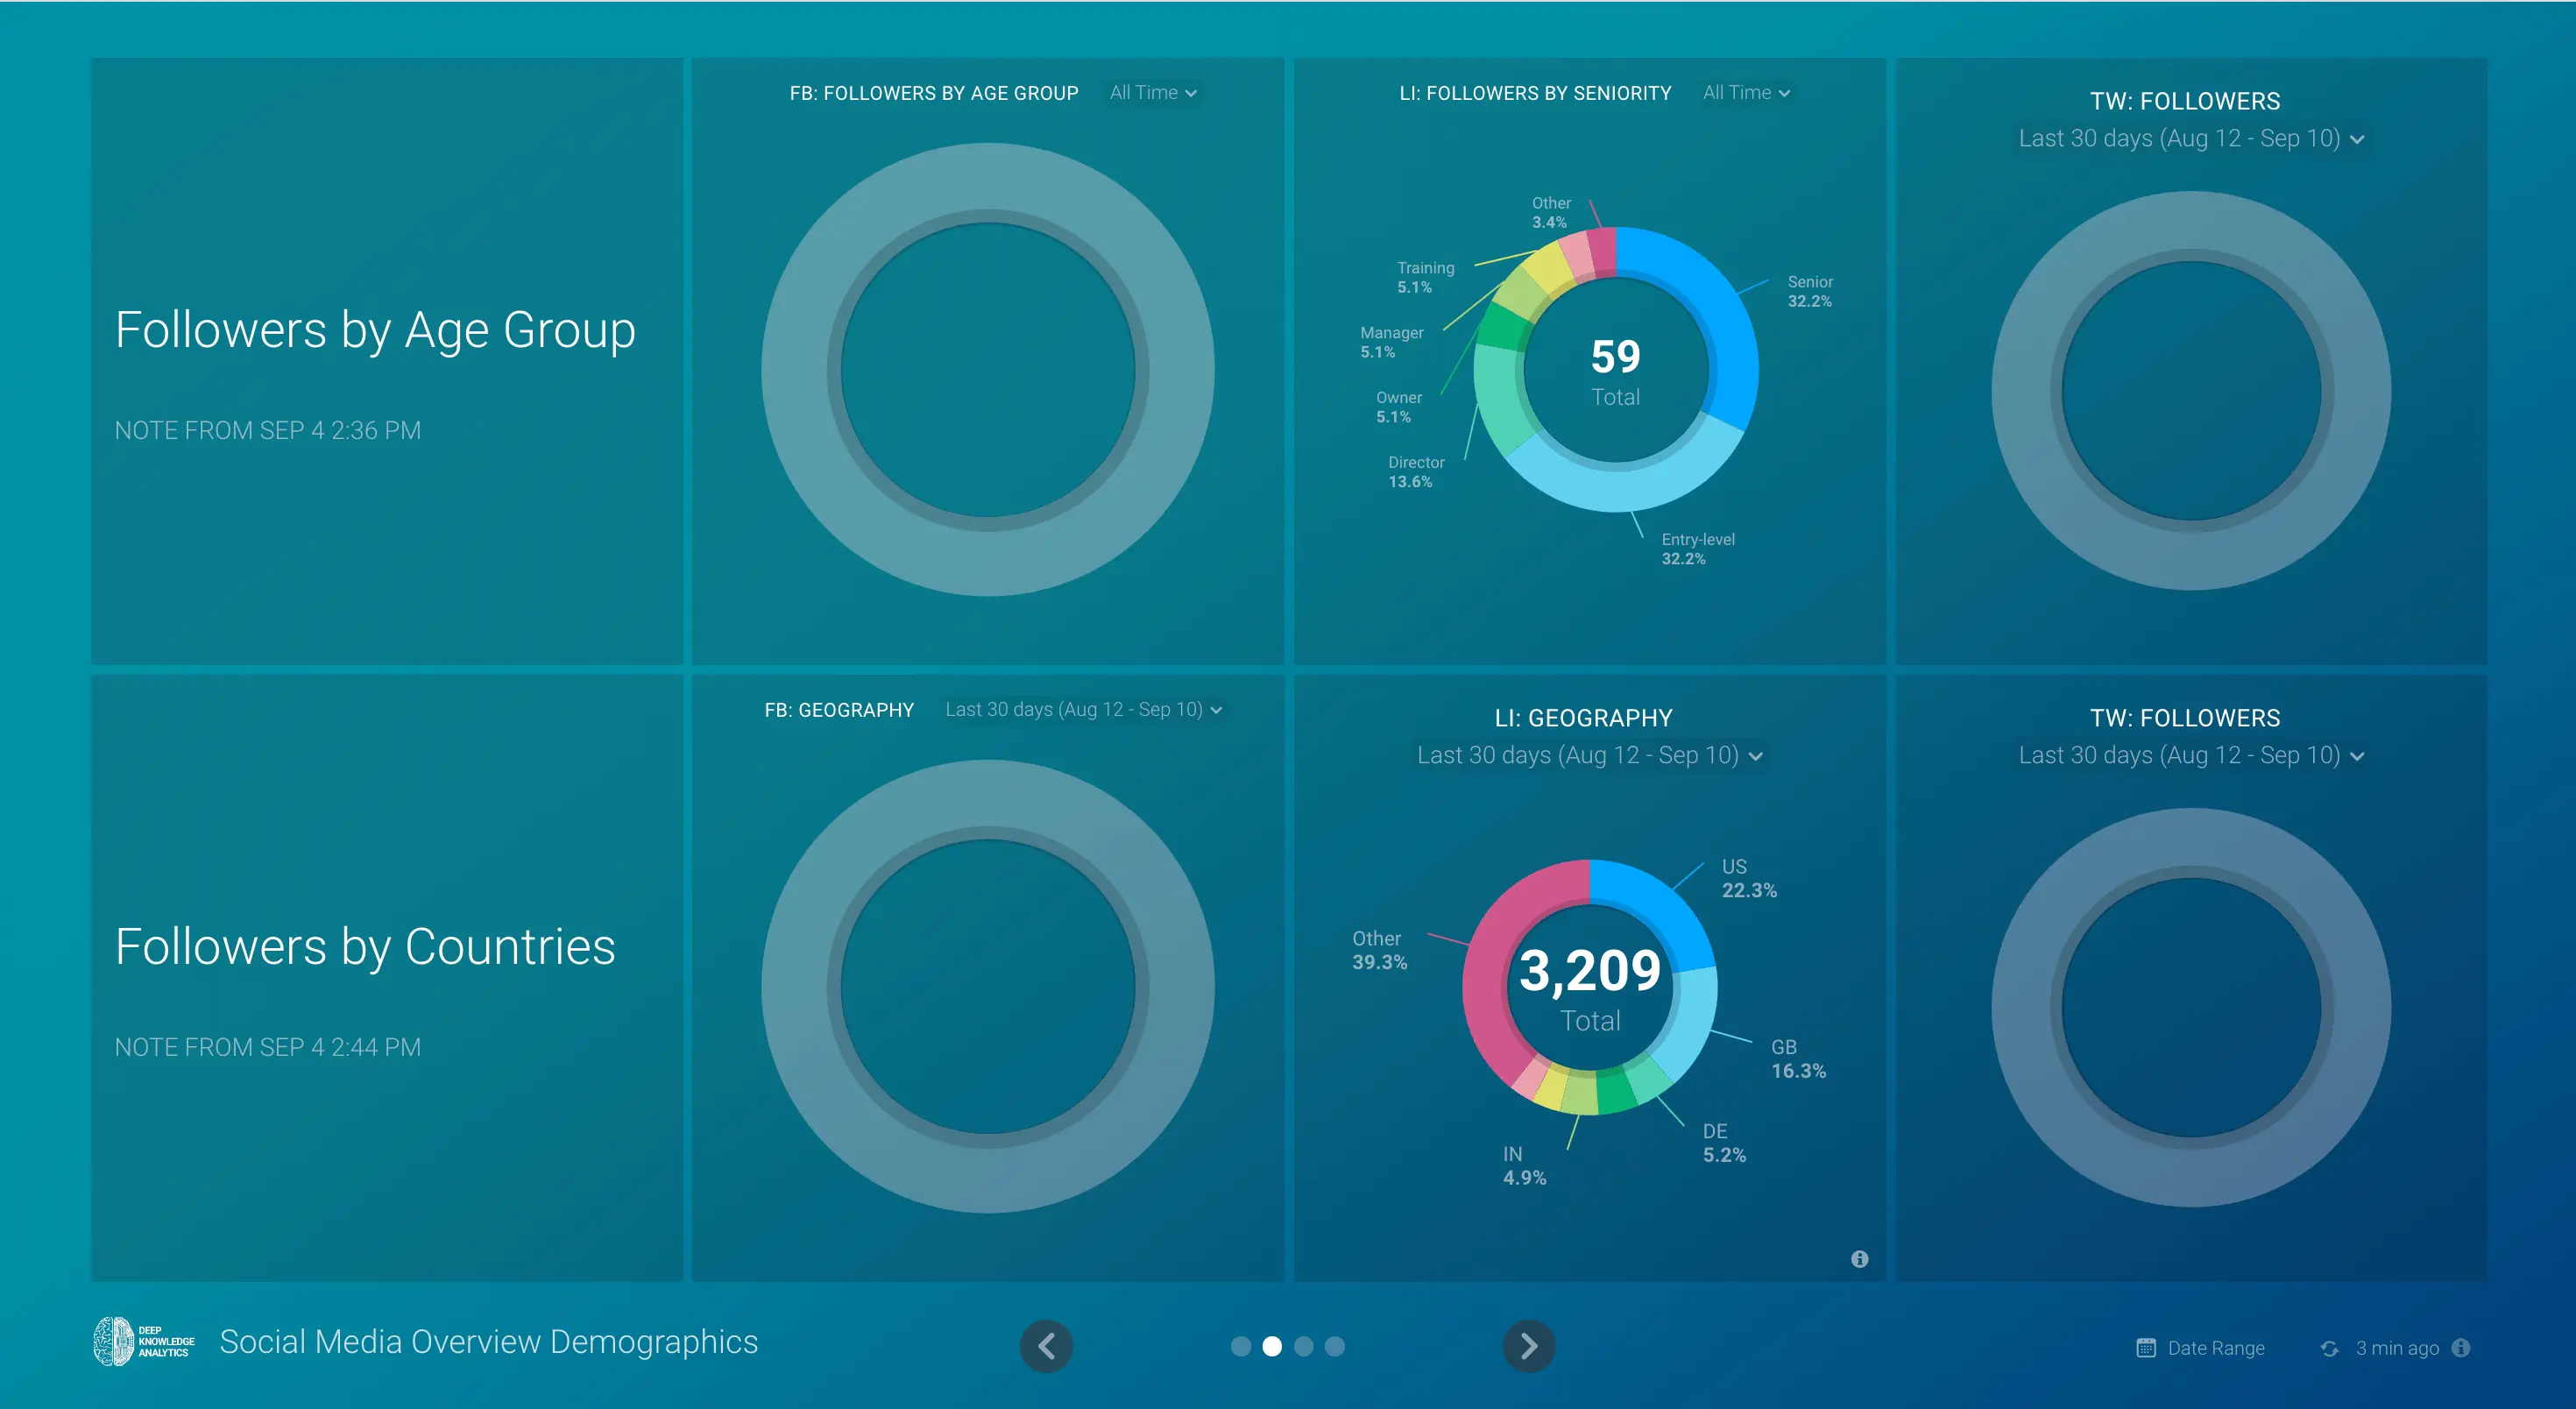 Followers by Age Group
NOTE FROM SEP 4 2:36 PM
FB: FOLLOWERS BY AGE GROUP All Time
LI: FOLLOWERS BY SENIORITY All Time
Other
3.4%
Training
5.1%
Manager
5.1%
Owner
5.1%
Director
13.6%
Senior
32.2%
Entry-level
32.2%
59
Total
TW: FOLLOWERS
Last 30 days (Aug 12 - Sep 10)
Followers by Countries
NOTE FROM SEP 4 2:44 PM
FB: GEOGRAPHY Last 30 days (Aug 12 - Sep 10)
LI: GEOGRAPHY
Last 30 days (Aug 12 - Sep 10)
US
22.3%
Other
39.3%
3,209
Total
GB
16.3%
DE
5.2%
IN
4.9%
TW: FOLLOWERS
Last 30 days (Aug 12 - Sep 10)
DEEP
KNOWLEDGE
ANALYTICS
Social Media Overview Demographics
Date Range
3 min ago